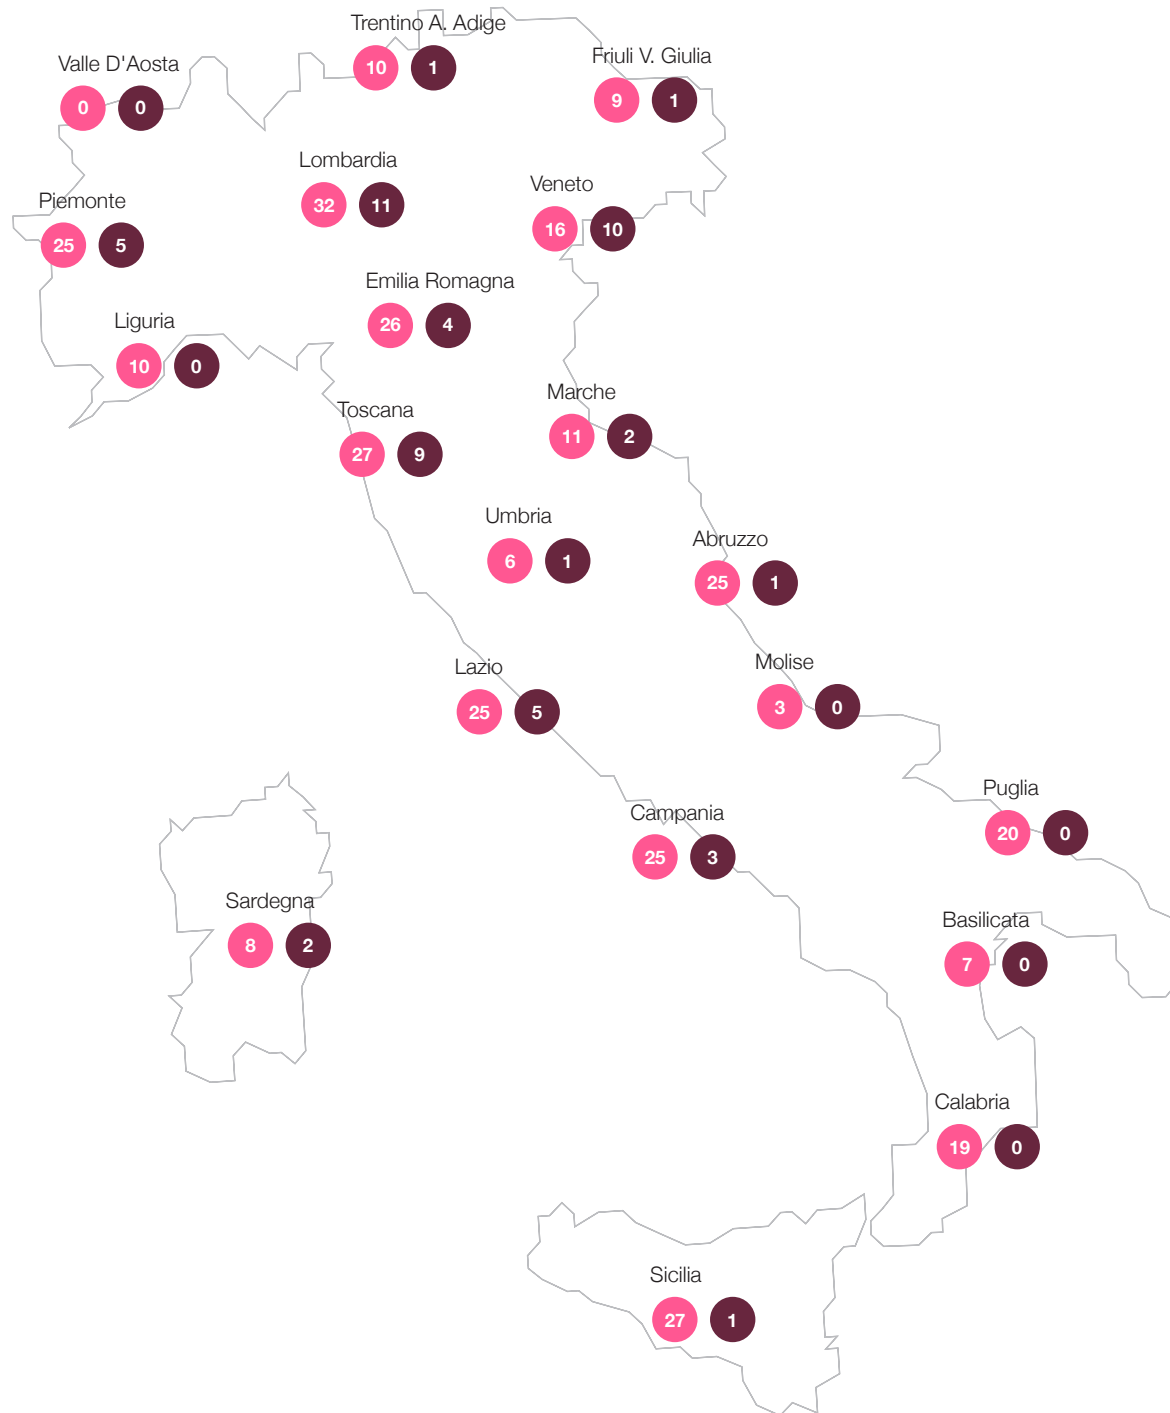 Trentino A. Adige
10 1
Friuli V. Giulia
9 1
Valle D'Aosta
0 0
Lombardia
32 11
Veneto
16 10
Piemonte
25 5
Emilia Romagna
26 4
Liguria
10 0
Marche
11 2
Toscana
27 9
Umbria
6 1
Abruzzo
25 1
Lazio
25 5
Molise
3 0
Puglia
20 0
Campania
25 3
Sardegna
8 2
Basilicata
7 0
Calabria
19 0
Sicilia
27 1